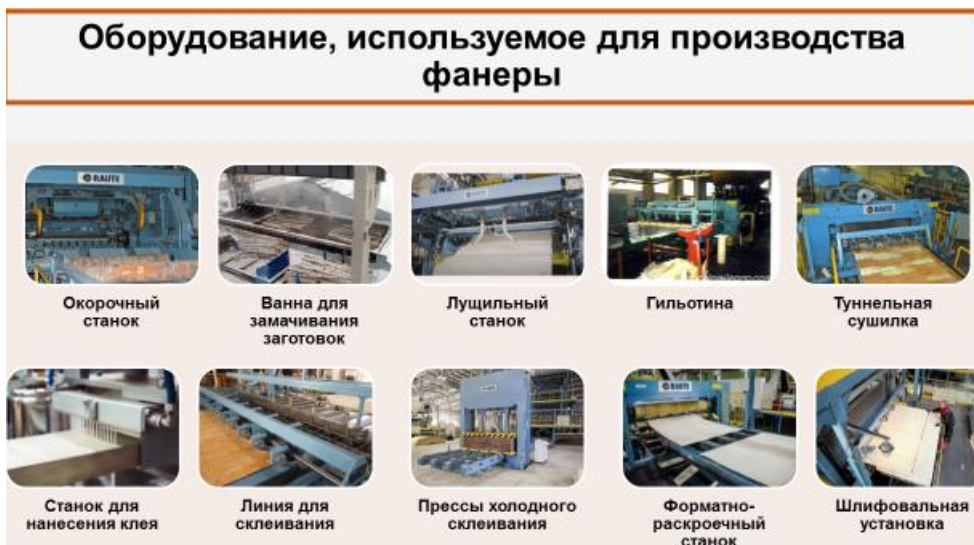 Оборудование, используемое для производства
фанеры
RAUTE
RAUTE
RAUTE
Окорочный
станок
Ванна для
замачивания
заготовок
Лущильный
станок
Гильотина
Туннельная
сушилка
RAUTE
Станок для
нанесения клея
Линия для
склеивания
Прессы холодного
склеивания
Форматно-
раскроечный
станок
Шлифовальная
установка